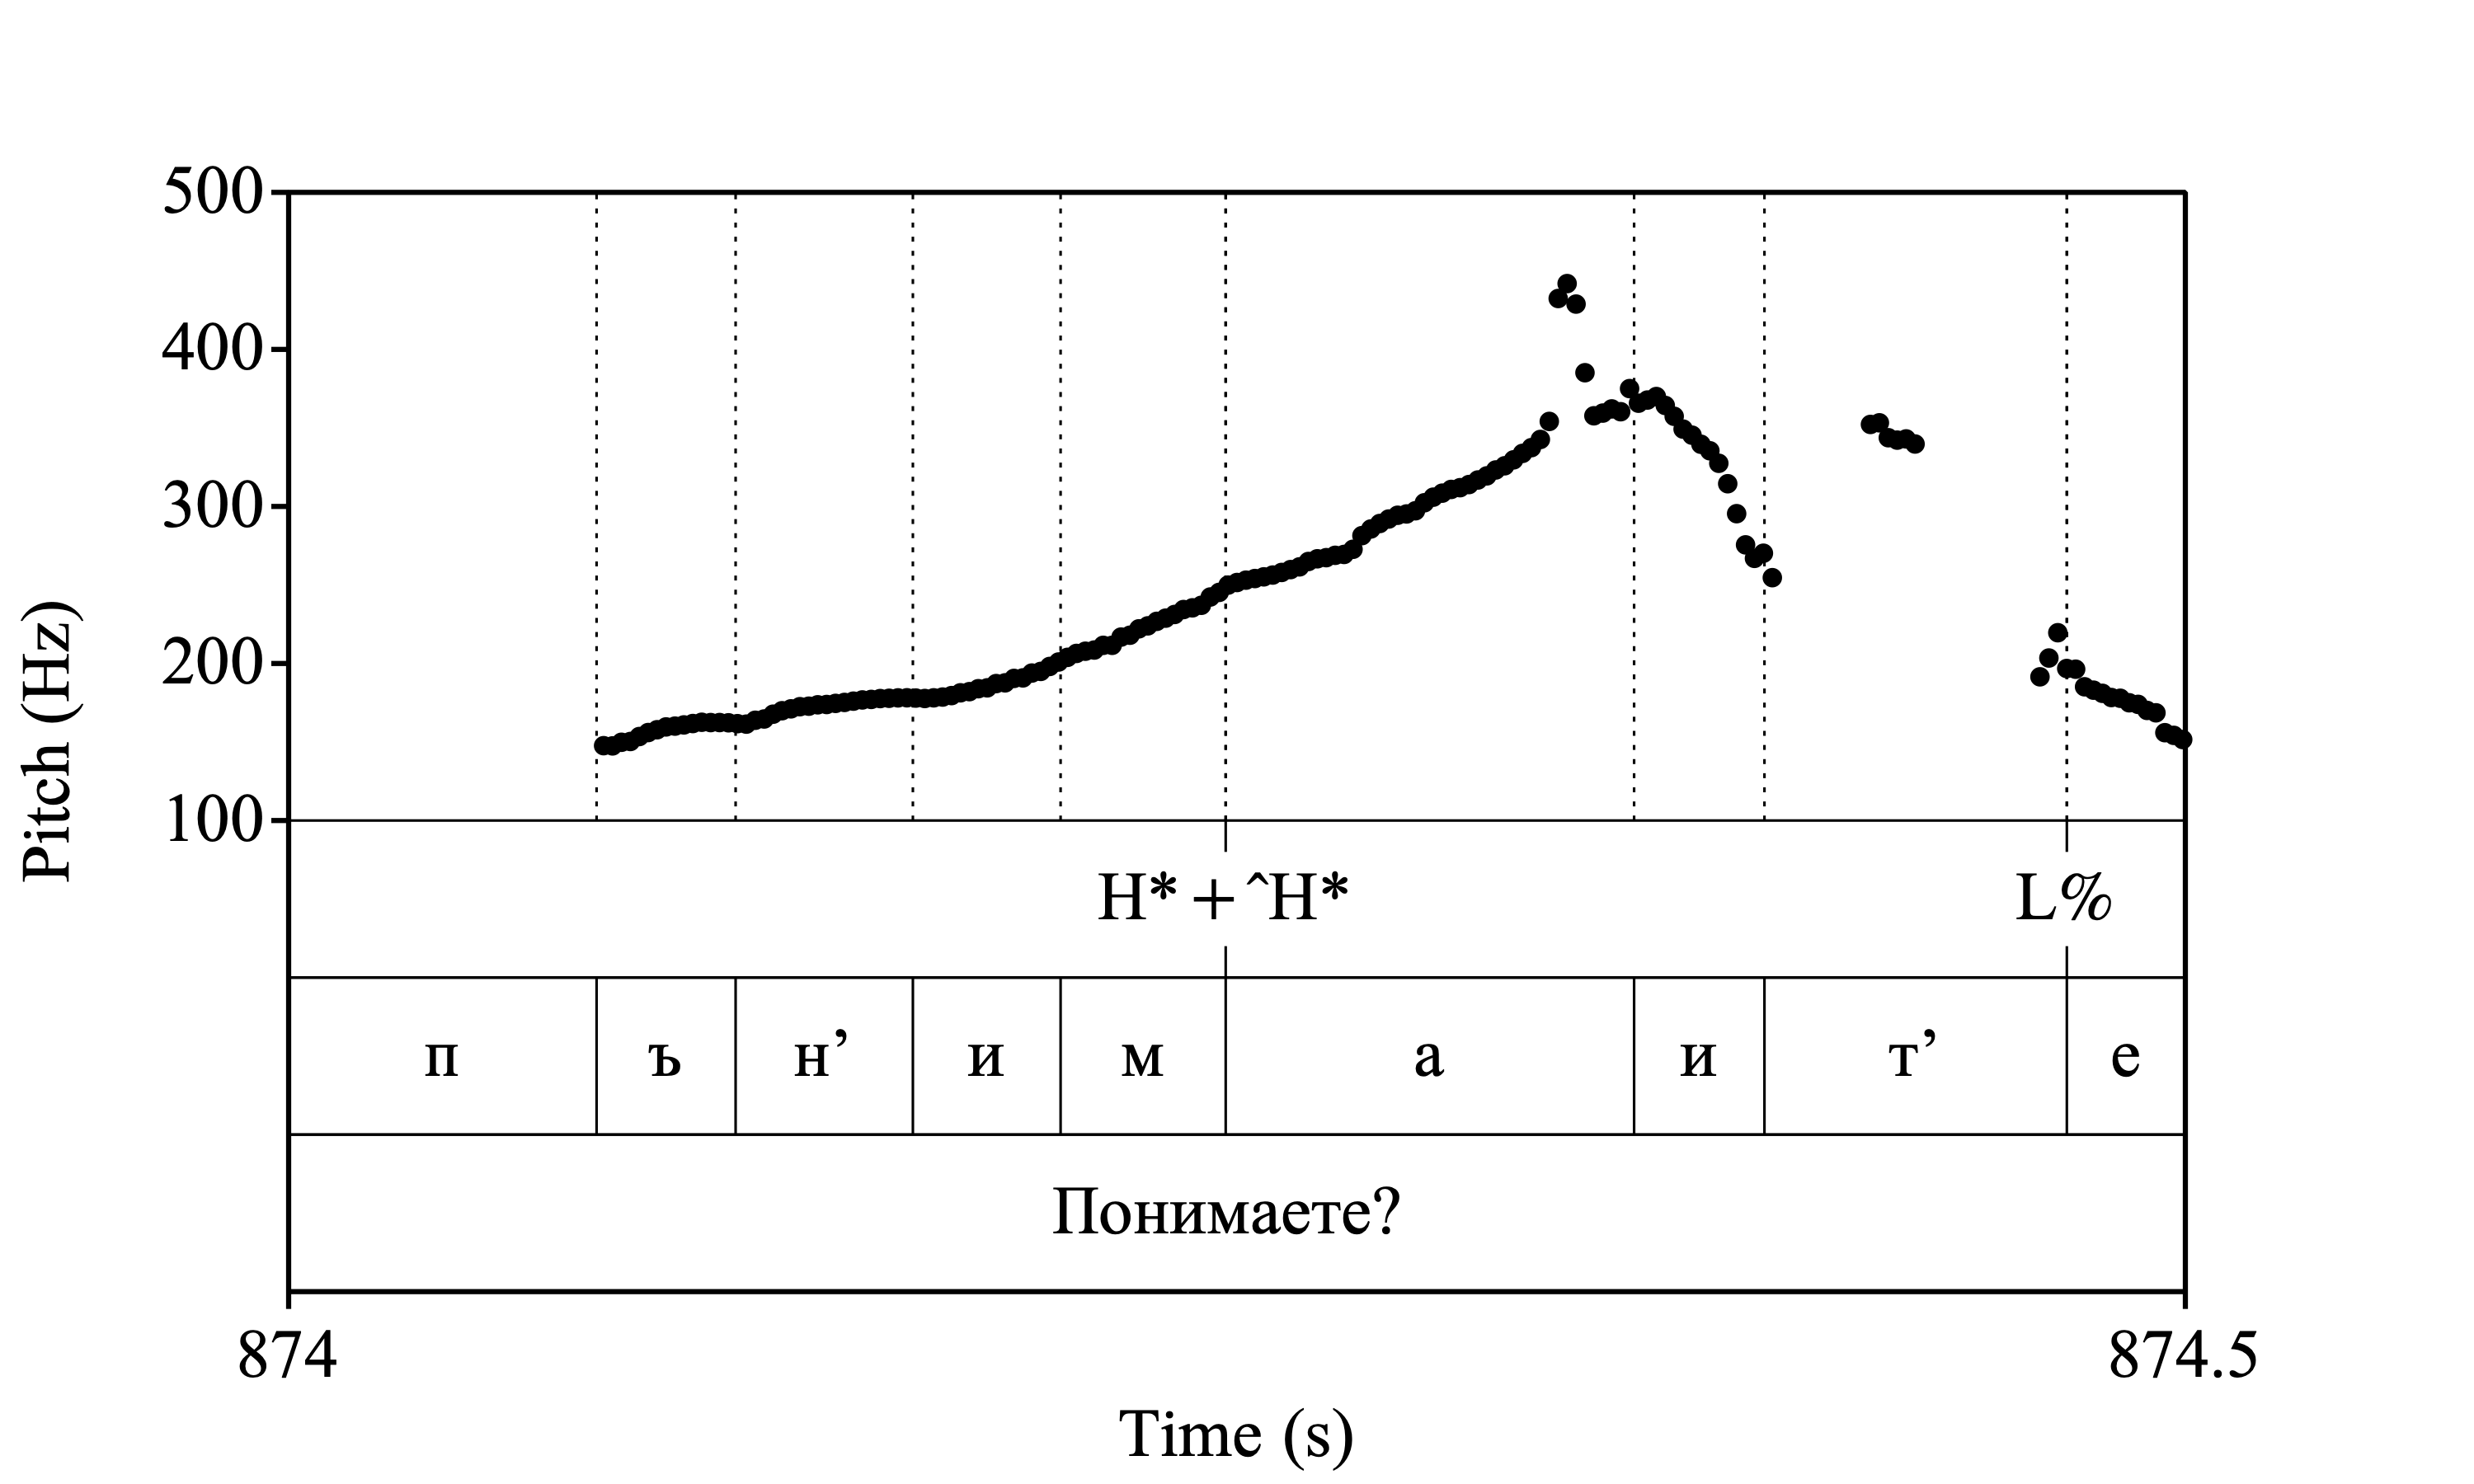 500
400
300
200
100
Pitch (Hz)
H* + ^H* L%
п ъ н’ и м а и т’ е
Понимаете?
874 874.5
Time (s)